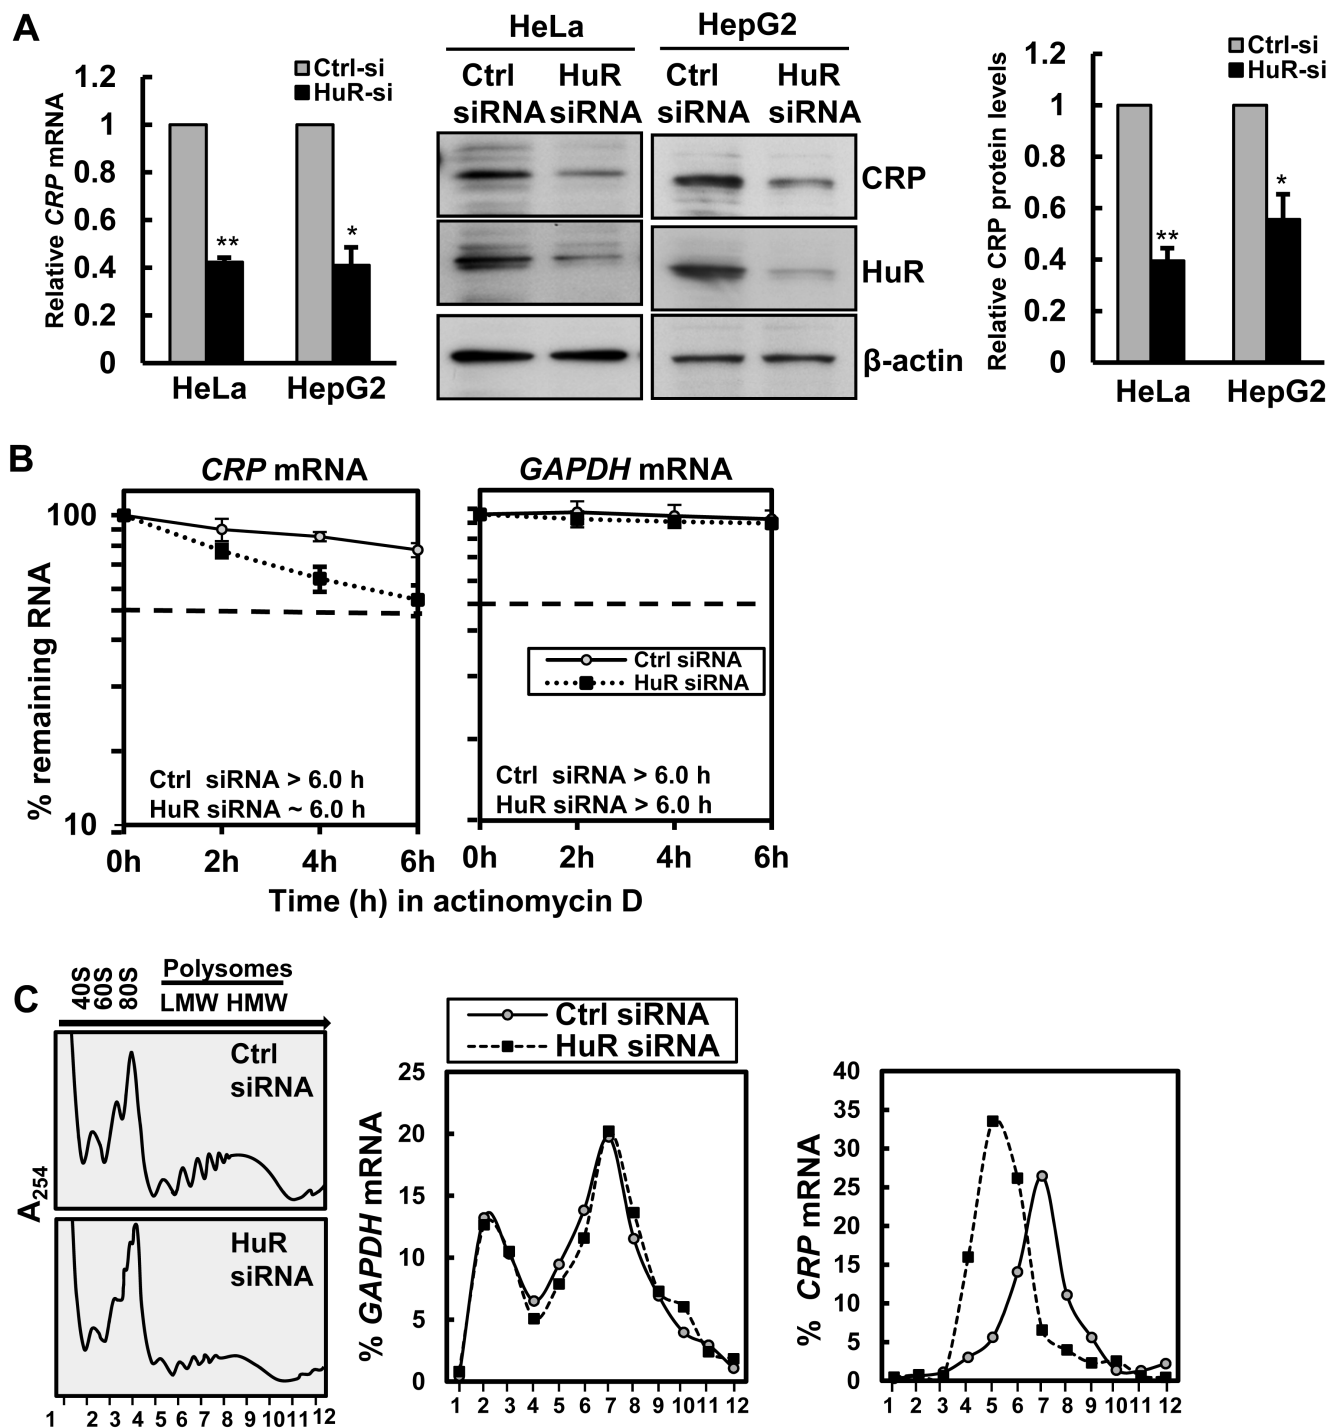 A
Relative CRP mRNA
1.2
1
0.8
0.6
0.4
0.2
0
Ctrl-si
HuR-si
**
*
HeLa
HepG2
HeLa
HepG2
Ctrl
siRNA
HuR
siRNA
Ctrl
siRNA
HuR
siRNA
CRP
HuR
β-actin
Relative CRP protein levels
1.2
1
0.8
0.6
0.4
0.2
0
Ctrl-si
HuR-si
**
*
HeLa
HepG2
B
CRP mRNA
GAPDH mRNA
% remaining RNA
100
10
Ctrl siRNA > 6.0 h
HuR siRNA ~ 6.0 h
0h 2h 4h 6h
Ctrl siRNA
HuR siRNA
Ctrl siRNA > 6.0 h
HuR siRNA > 6.0 h
0h 2h 4h 6h
Time (h) in actinomycin D
C
40S
60S
80S
Polysomes
LMW HMW
A254
Ctrl
siRNA
HuR
siRNA
1 2 3 4 5 6 7 8 9 10 11 12
Ctrl siRNA
HuR siRNA
% GAPDH mRNA
25
20
15
10
5
0
1 2 3 4 5 6 7 8 9 10 11 12
% CRP mRNA
40
35
30
25
20
15
10
5
0
1 2 3 4 5 6 7 8 9 10 11 12